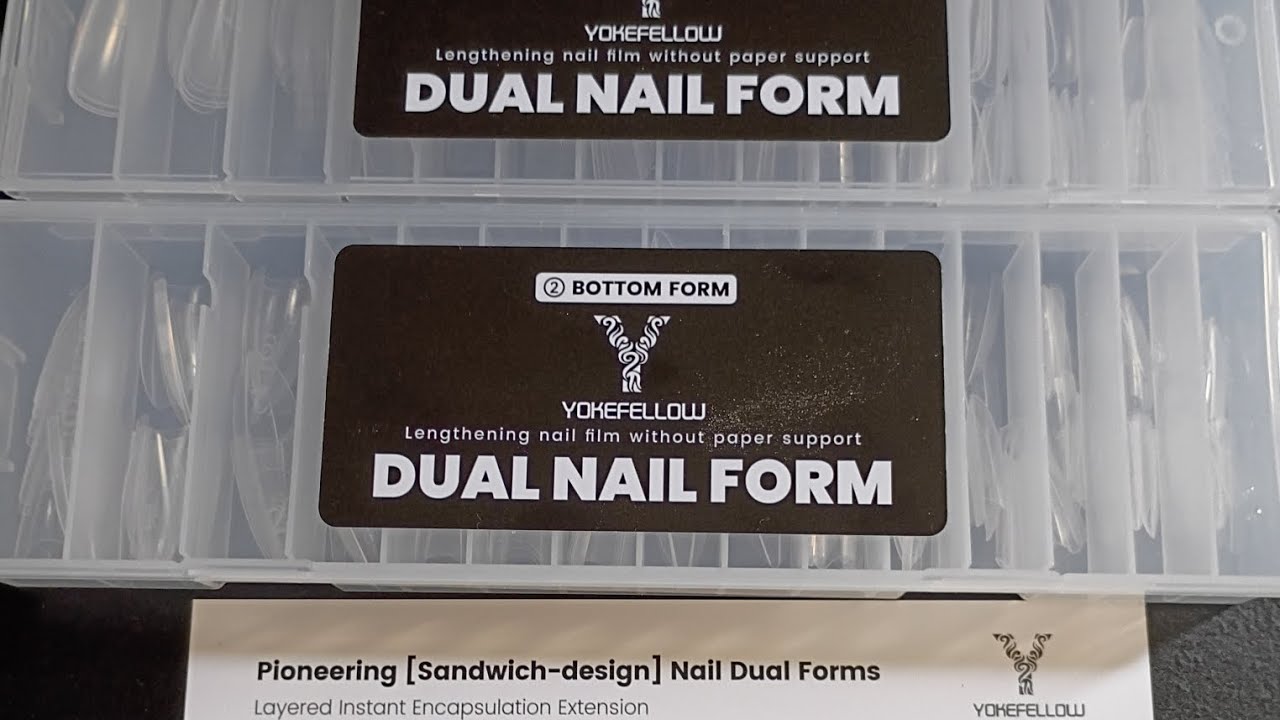 YOKEFELLOW
Lengthening nail film without paper support
DUAL NAIL FORM
② BOTTOM FORM
YOKEFELLOW
Lengthening nail film without paper support
DUAL NAIL FORM
Pioneering [Sandwich-design] Nail Dual Forms
Layered Instant Encapsulation Extension
YOKEFELLOW